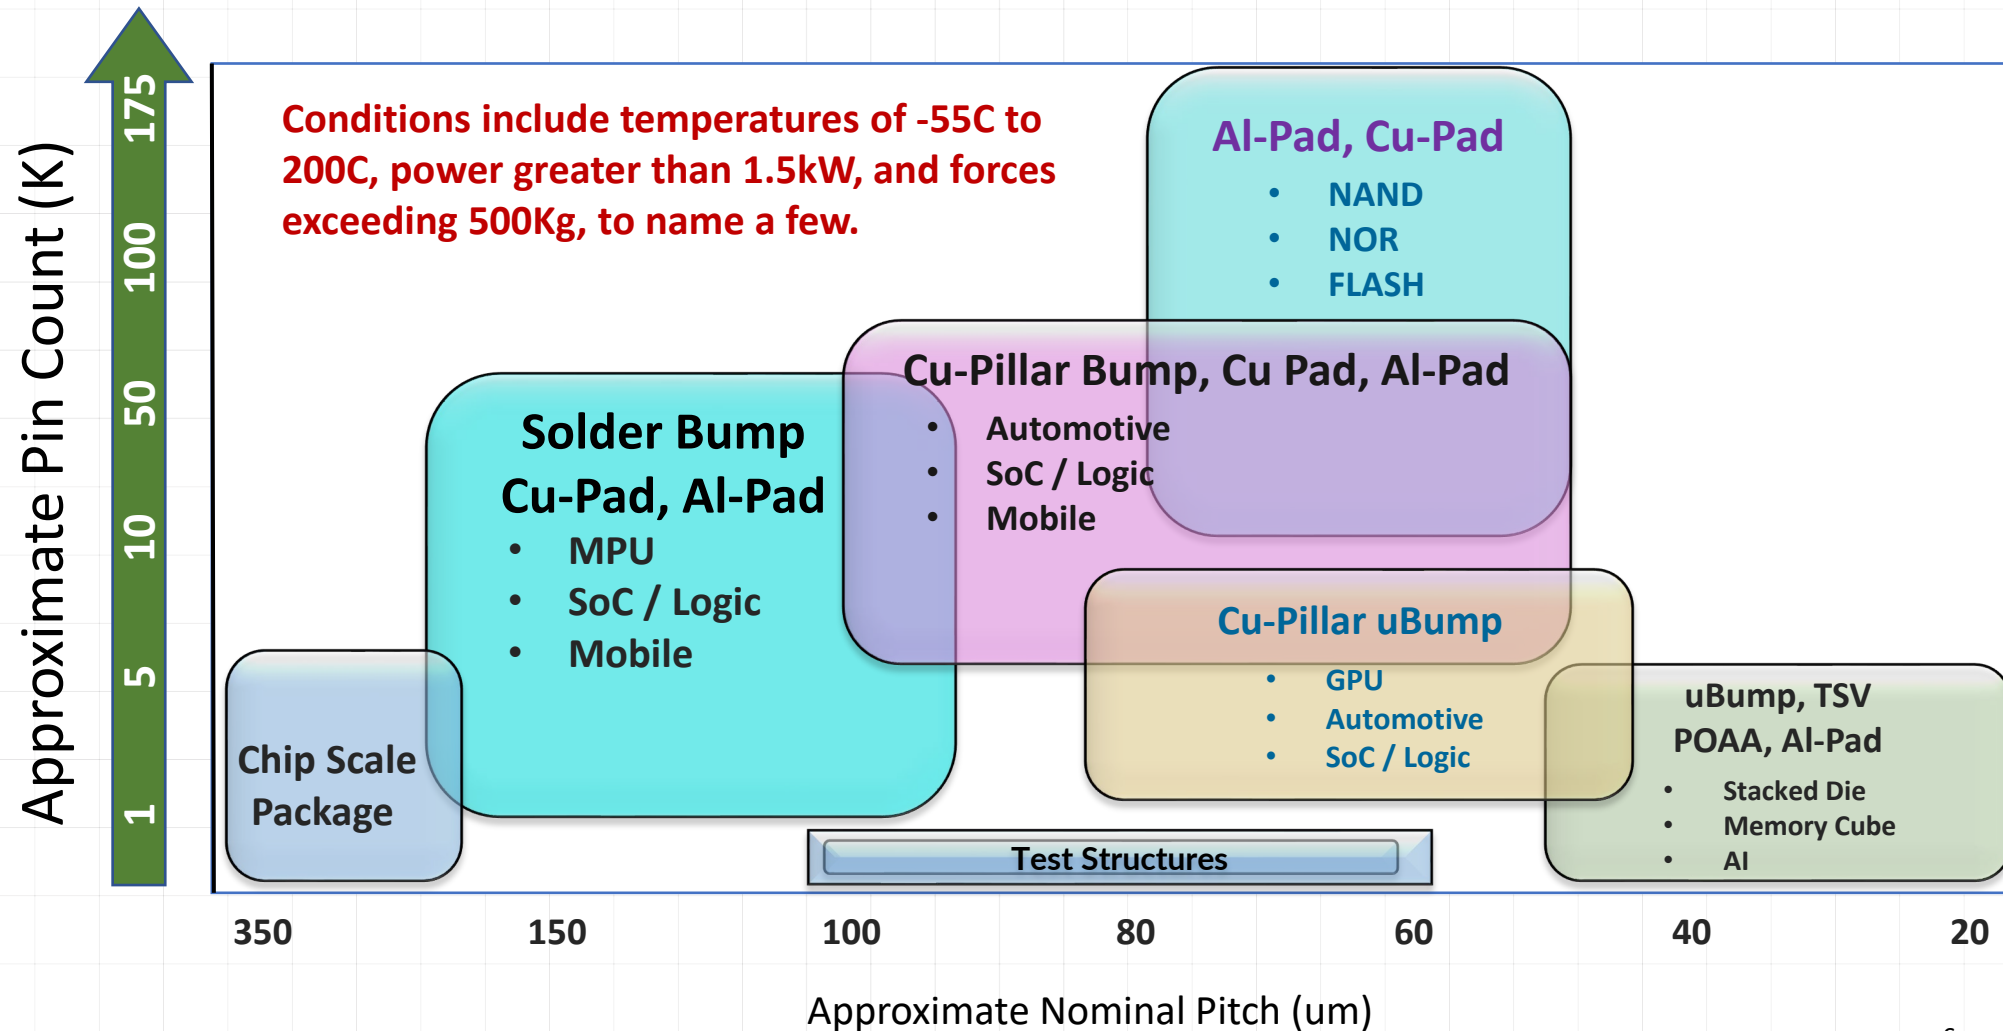 Approximate Pin Count (K)
175
100
50
10
5
1
Conditions include temperatures of -55C to
200C, power greater than 1.5kW, and forces
exceeding 500Kg, to name a few.
Al-Pad, Cu-Pad
• NAND
• NOR
• FLASH
Cu-Pillar Bump, Cu Pad, Al-Pad
• Automotive
• SoC / Logic
• Mobile
Solder Bump
Cu-Pad, Al-Pad
• MPU
• SoC / Logic
• Mobile
Cu-Pillar uBump
• GPU
• Automotive
• SoC / Logic
uBump, TSV
POAA, Al-Pad
• Stacked Die
• Memory Cube
• AI
Chip Scale
Package
Test Structures
350 150 100 80 60 40 20
Approximate Nominal Pitch (um)